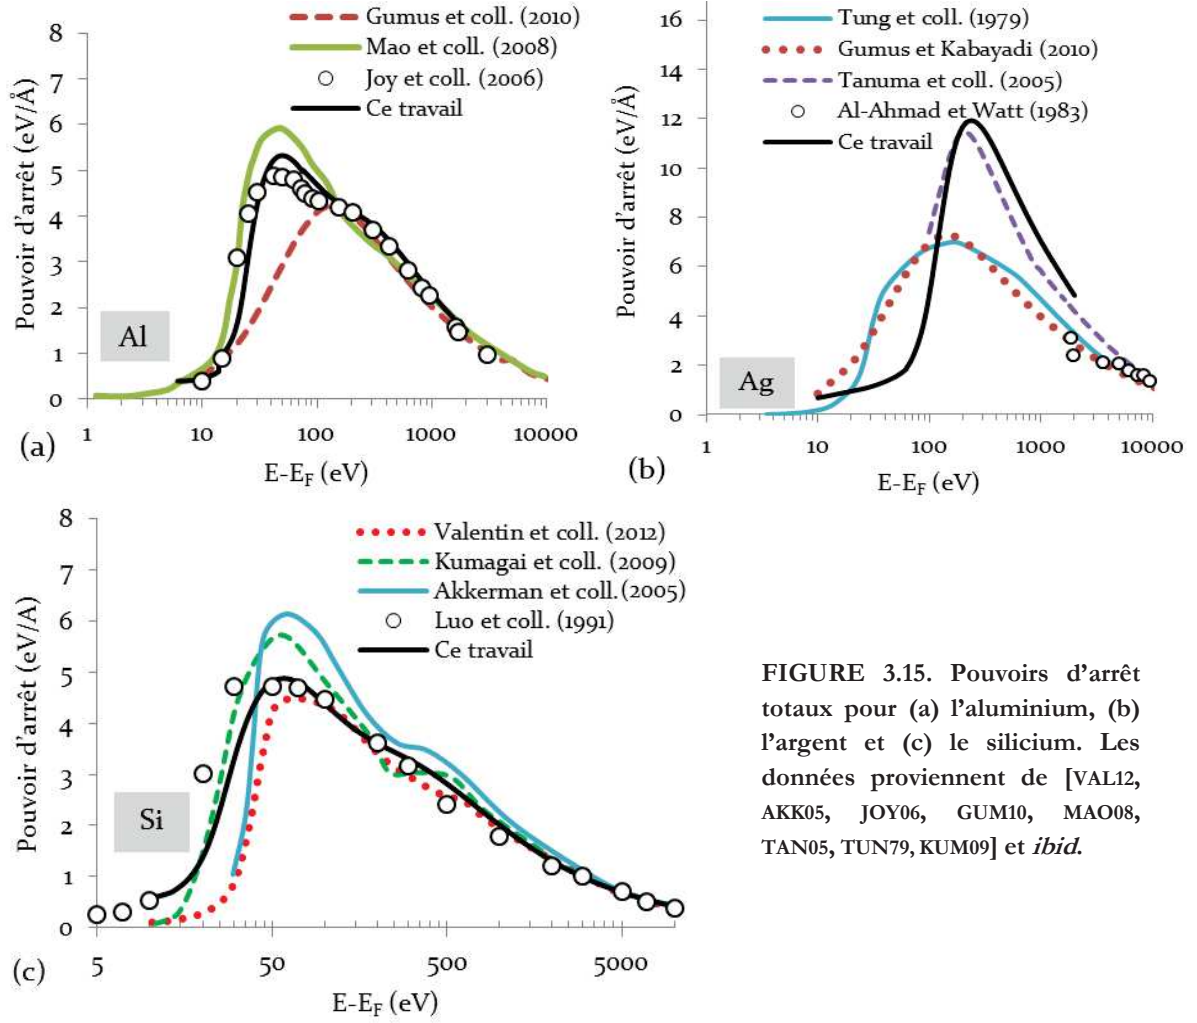 Gumus et coll. (2010)
Mao et coll. (2008)
Joy et coll. (2006)
Ce travail
8
7
6
5
4
3
2
1
0
Pouvoir d'arrêt (eV/Å)
Al
1
10
100
1000
10000
E-EF (eV)
(a)
Tung et coll. (1979)
Gumus et Kabayadi (2010)
Tanuma et coll. (2005)
Al-Ahmad et Watt (1983)
Ce travail
16
14
12
10
8
6
4
2
0
Pouvoir d'arrêt (eV/Å)
Ag
1
10
100
1000
10000
E-EF (eV)
(b)
Valentin et coll. (2012)
Kumagai et coll. (2009)
Akkerman et coll. (2005)
Luo et coll. (1991)
Ce travail
8
7
6
5
4
3
2
1
0
Pouvoir d'arrêt (eV/A)
Si
5
50
500
5000
E-EF (eV)
(c)
FIGURE 3.15. Pouvoirs d'arrêt
totaux pour (a) l'aluminium, (b)
l'argent et (c) le silicium. Les
données proviennent de [VAL12,
AKK05, JOY06, GUM10, MAO08,
TAN05, TUN79, KUM09] et ibid.